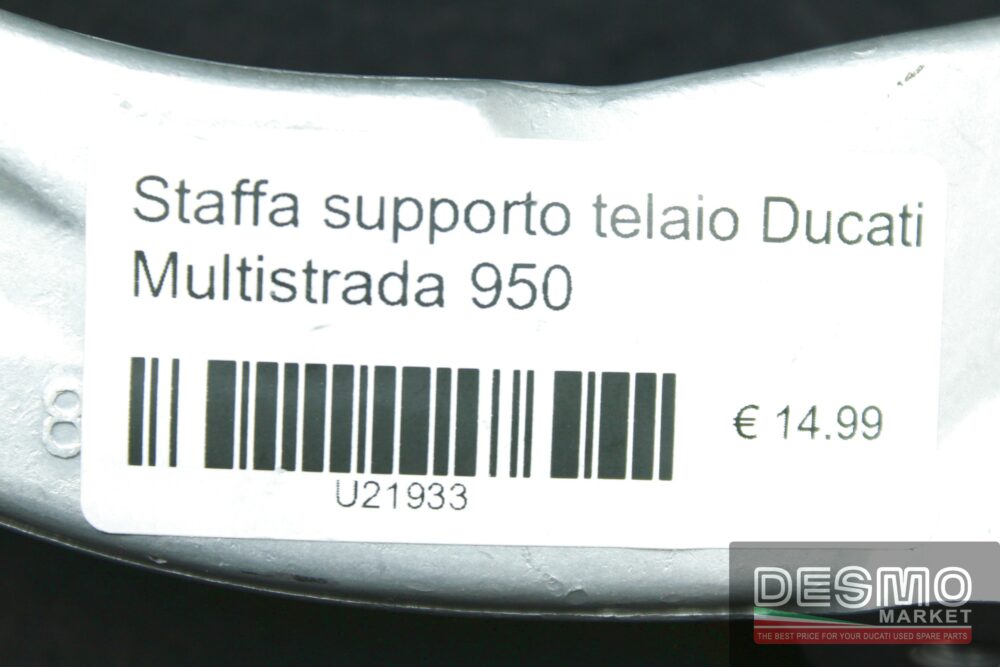 Staffa supporto telaio Ducati
Multistrada 950
8
€ 14.99
U21933
DESMO
MARKET
THE BEST PRICE FOR YOUR DUCATI USED SPARE PARTS